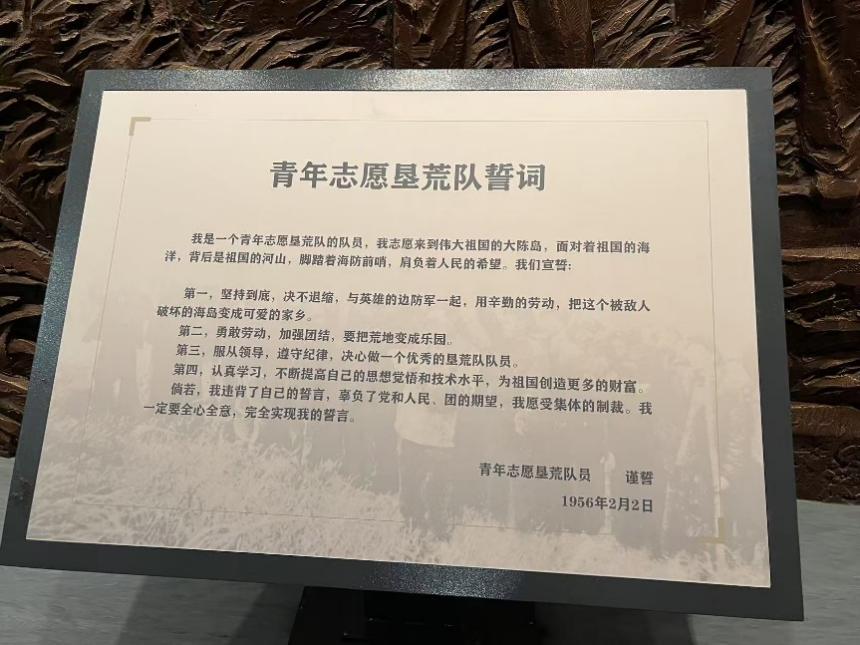 青年志愿垦荒队誓词
我是一个青年志愿垦荒队的队员，我志愿来到伟大祖国的大陈岛，面对着祖国的海
洋，背后是祖国的河山，脚踏着海防前哨，肩负着人民的希望。我们宣誓：
第一，坚持到底，决不退缩，与英雄的边防军一起，用辛勤的劳动，把这个被敌人
破坏的海岛变成可爱的家乡。
第二，勇敢劳动，加强团结，要把荒地变成乐园。
第三，服从领导，遵守纪律，决心做一个优秀的垦荒队队员。
第四，认真学习，不断提高自己的思想觉悟和技术水平，为祖国创造更多的财富。
倘若，我违背了自己的誓言，辜负了党和人民、团的期望，我愿受集体的制裁。我
一定要全心全意，完全实现我的誓言。
青年志愿垦荒队员 谨誓
1956年2月2日